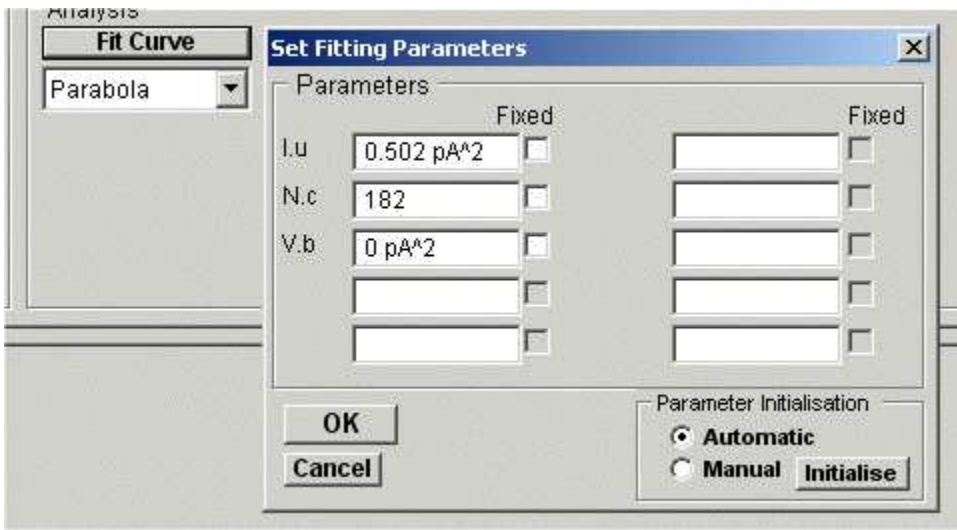 Analysis
Fit Curve
Parabola
Set Fitting Parameters
Parameters
Fixed
Fixed
I.u
0.502 pA^2
N.c
182
V.b
0 pA^2
OK
Cancel
Parameter Initialisation
Automatic
Manual
Initialise